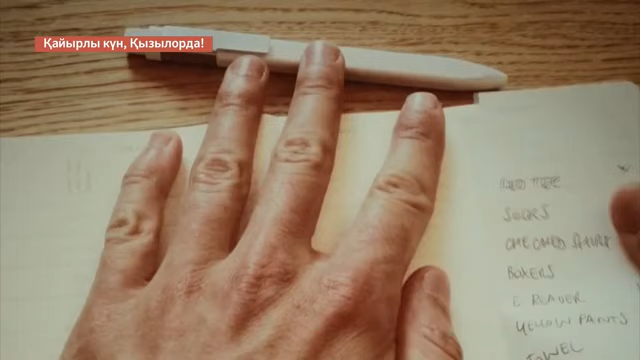 Қайырлы күн, Қызылорда!
SOCKS
CHECKED SHIRT
BOXERS
E READER
YELLOW PANTS
TOWEL